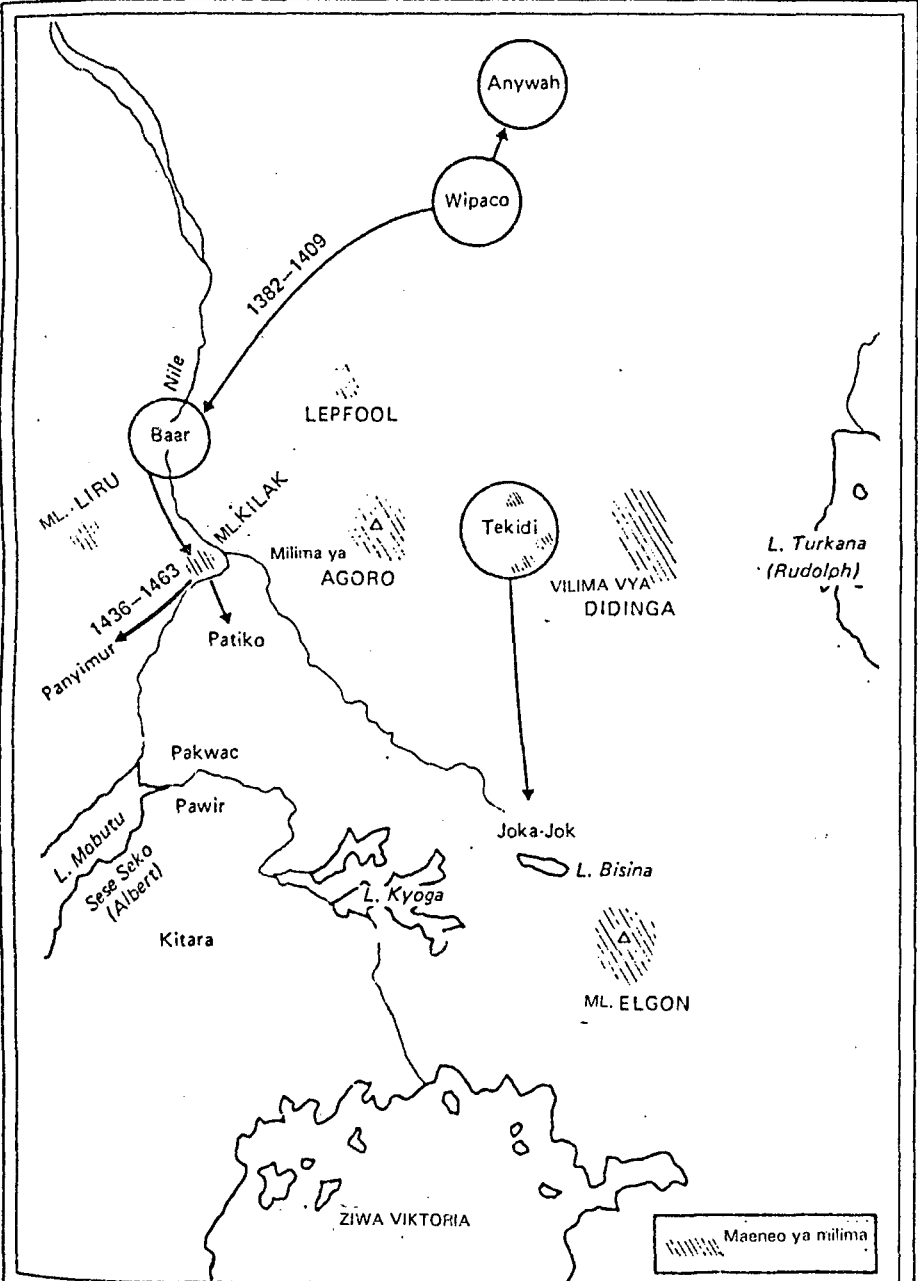 Anywah
Wipaco
1382–1409
Nile
LEPFOOL
Baar
ML. LIRU
ML. KILAK
Milima ya
AGORO
Tekidi
VILIMA VYA
DIDINGA
L. Turkana
(Rudolph)
1436–1463
Panyimur
Patiko
Pakwac
Pawir
L. Mobutu
Sese Seko
(Albert)
Joka-Jok
L. Bisina
L. Kyoga
Kitara
ML. ELGON
ZIWA VIKTORIA
Maeneo ya milima